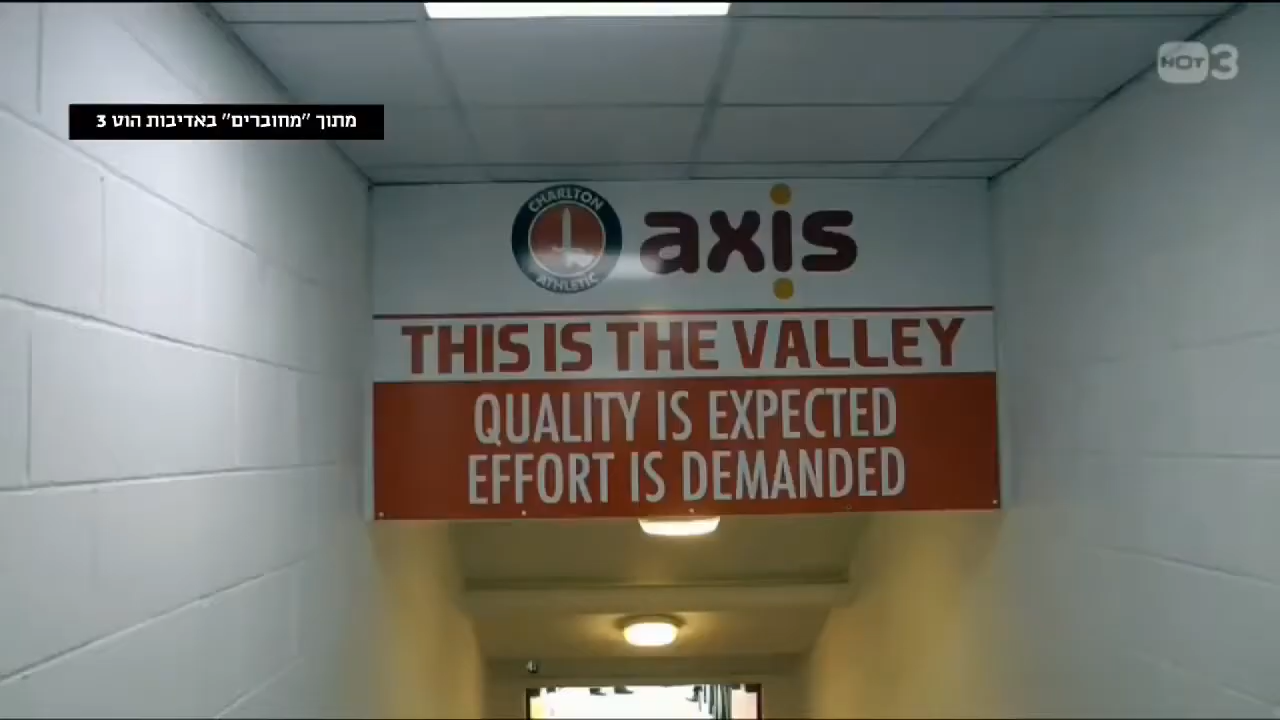 HOT3
מתוך "מחוברים" באדיבות הוט 3
CHARLTON
ATHLETIC
axis
THIS IS THE VALLEY
QUALITY IS EXPECTED
EFFORT IS DEMANDED